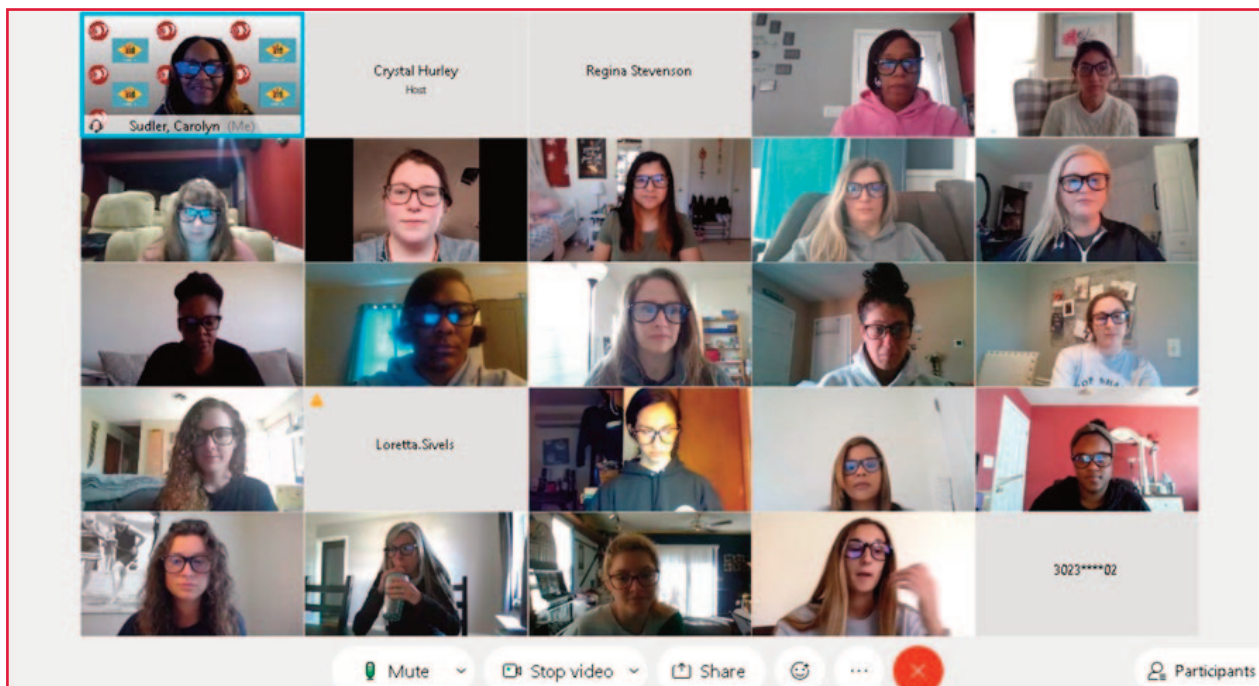 Crystal Hurley
Host
Regina Stevenson
Sudler, Carolyn (Me)
Loretta.Sivels
3023****02
Mute
Stop video
Share
Participants